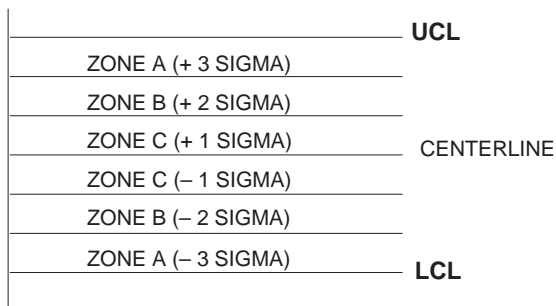 UCL
ZONE A (+ 3 SIGMA)
ZONE B (+ 2 SIGMA)
ZONE C (+ 1 SIGMA)
CENTERLINE
ZONE C (– 1 SIGMA)
ZONE B (– 2 SIGMA)
ZONE A (– 3 SIGMA)
LCL